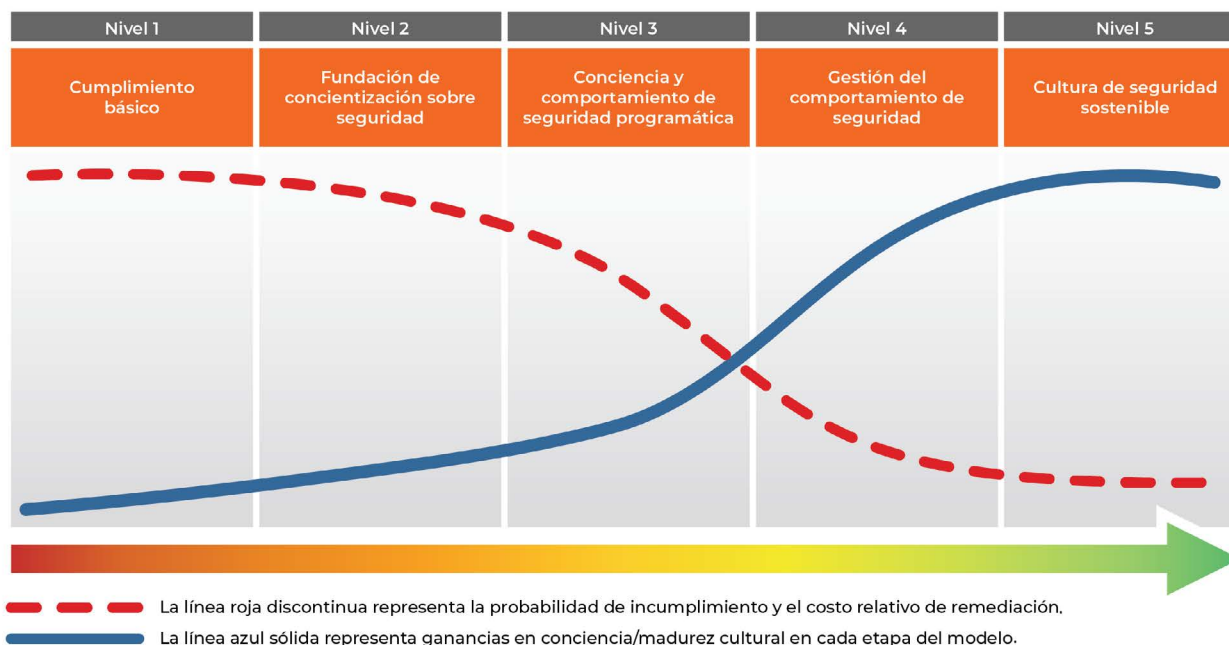 Nivel 1
Nivel 2
Nivel 3
Nivel 4
Nivel 5
Cumplimiento
básico
Fundación de
concientización sobre
seguridad
Conciencia y
comportamiento de
seguridad programática
Gestión del
comportamiento de
seguridad
Cultura de seguridad
sostenible
La línea roja discontinua representa la probabilidad de incumplimiento y el costo relativo de remediación.
La línea azul sólida representa ganancias en conciencia/madurez cultural en cada etapa del modelo.